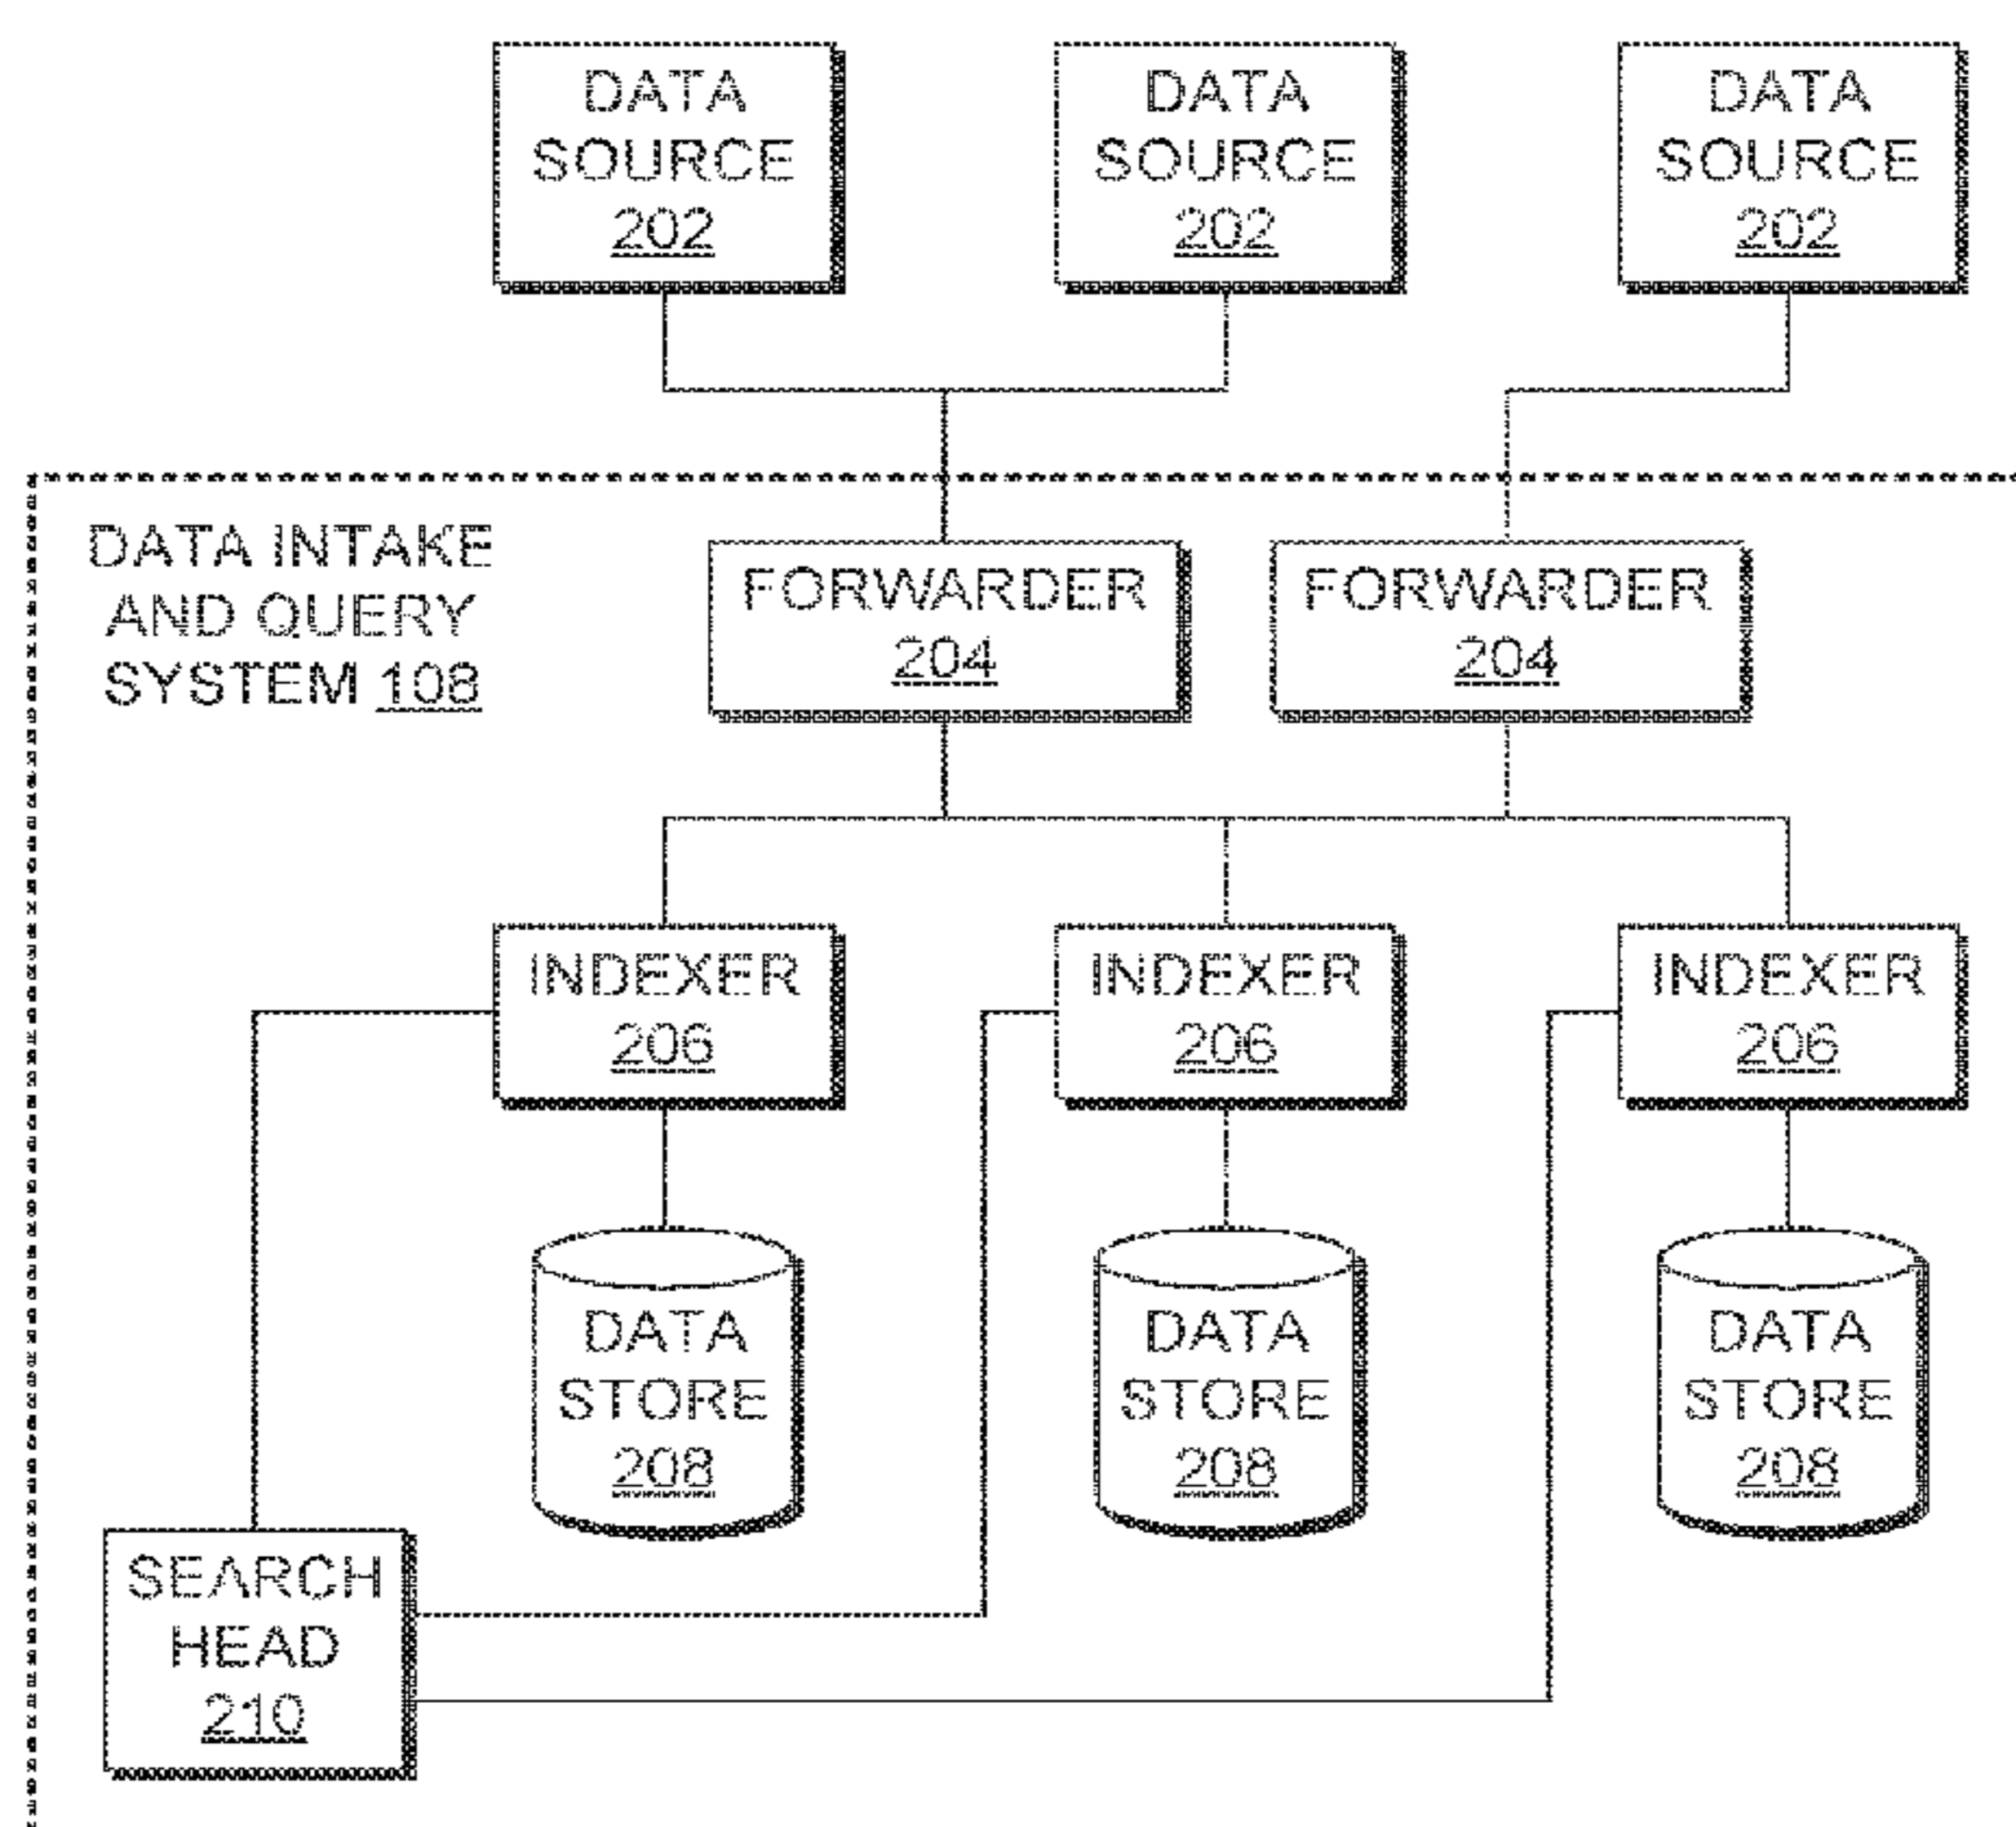 DATA
SOURCE
202
DATA
SOURCE
202
DATA
SOURCE
202
DATA INTAKE
AND QUERY
SYSTEM 108
FORWARDER
204
FORWARDER
204
INDEXER
206
INDEXER
206
INDEXER
206
DATA
STORE
208
DATA
STORE
208
DATA
STORE
208
SEARCH
HEAD
210